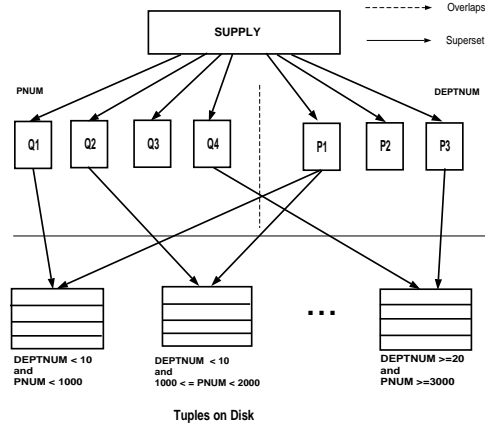 Overlaps
SUPPLY
Superset
PNUM
DEPTNUM
Q1
Q2
Q3
Q4
P1
P2
P3
...
DEPTNUM < 10
and
PNUM < 1000
DEPTNUM < 10
and
1000 < = PNUM < 2000
DEPTNUM >=20
and
PNUM >=3000
Tuples on Disk